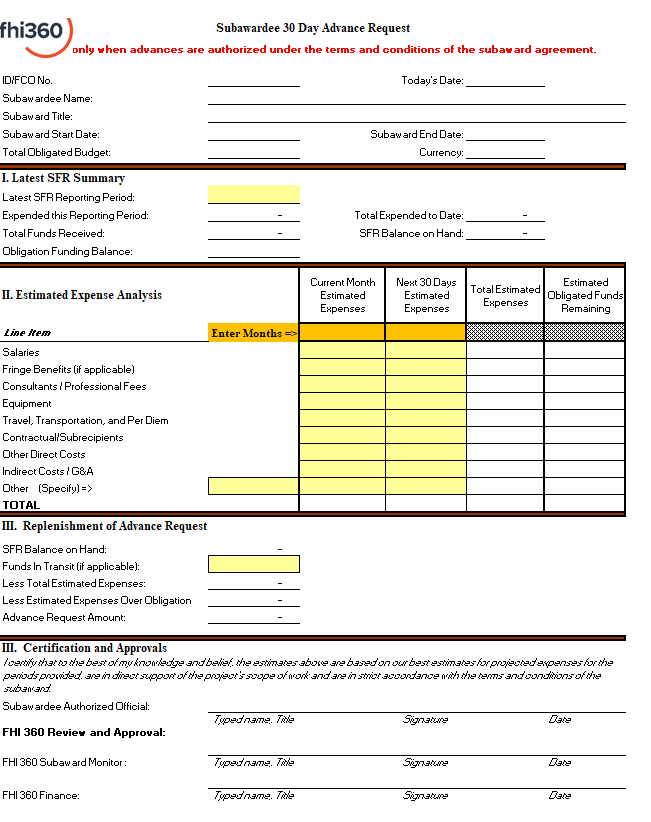 fhi360
Subawardee 30 Day Advance Request
only when advances are authorized under the terms and conditions of the subaward agreement.
ID/FCO No. Today's Date:
Subawardee Name:
Subaward Title:
Subaward Start Date: Subaward End Date:
Total Obligated Budget: Currency:
I. Latest SFR Summary
Latest SFR Reporting Period:
Expended this Reporting Period: - Total Expended to Date: -
Total Funds Received: - SFR Balance on Hand: -
Obligation Funding Balance:
II. Estimated Expense Analysis
Current Month Estimated Expenses
Next 30 Days Estimated Expenses
Total Estimated Expenses
Estimated Obligated Funds Remaining
Line Item Enter Months =>
Salaries
Fringe Benefits (if applicable)
Consultants / Professional Fees
Equipment
Travel, Transportation, and Per Diem
Contractual/Subrecipients
Other Direct Costs
Indirect Costs / G&A
Other (Specify) =>
TOTAL
III. Replenishment of Advance Request
SFR Balance on Hand: -
Funds In Transit (if applicable):
Less Total Estimated Expenses: -
Less Estimated Expenses Over Obligation -
Advance Request Amount: -
III. Certification and Approvals
I certify that to the best of my knowledge and belief, the estimates above are based on our best estimates for projected expenses for the
periods provided, are in direct support of the project's scope of work and are in strict accordance with the terms and conditions of the
subaward.
Subawardee Authorized Official:
Typed name, Title Signature Date
FHI 360 Review and Approval:
FHI 360 Subaward Monitor: Typed name, Title Signature Date
FHI 360 Finance: Typed name, Title Signature Date